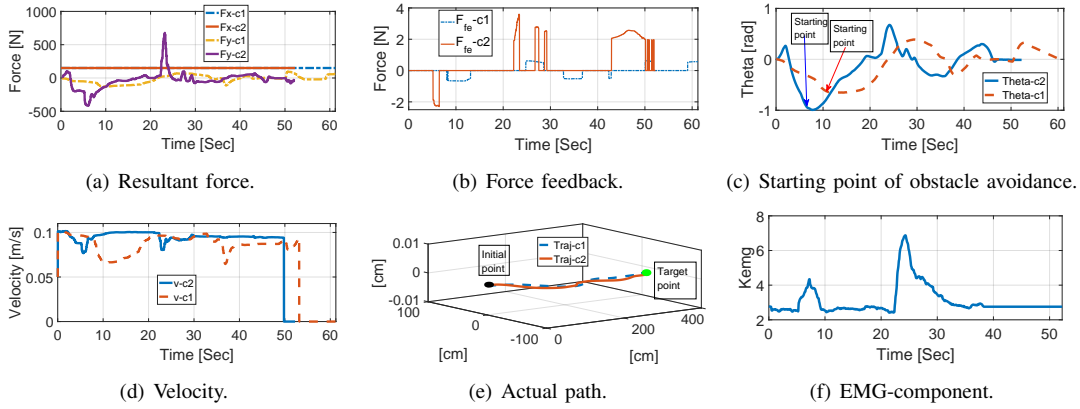 Force [N]
1000
500
0
-500
Fx-c1
Fx-c2
Fy-c1
Fy-c2
0 10 20 30 40 50 60
Time [Sec]
(a) Resultant force.
Force [N]
4
2
0
-2
F_fe-c1
F_fe-c2
0 10 20 30 40 50 60
Time [Sec]
(b) Force feedback.
Theta [rad]
1
0
-1
Starting point
Starting point
Theta-c2
Theta-c1
0 10 20 30 40 50 60
Time [Sec]
(c) Starting point of obstacle avoidance.
Velocity [m/s]
0.1
0.05
0
v-c2
v-c1
0 10 20 30 40 50 60
Time [Sec]
(d) Velocity.
[cm]
0.01
0
-0.01
100
0
-100
[cm]
0
200
400
[cm]
Initial point
Traj-c1
Traj-c2
Target point
(e) Actual path.
Kemg
8
6
4
2
0 10 20 30 40 50
Time [Sec]
(f) EMG-component.